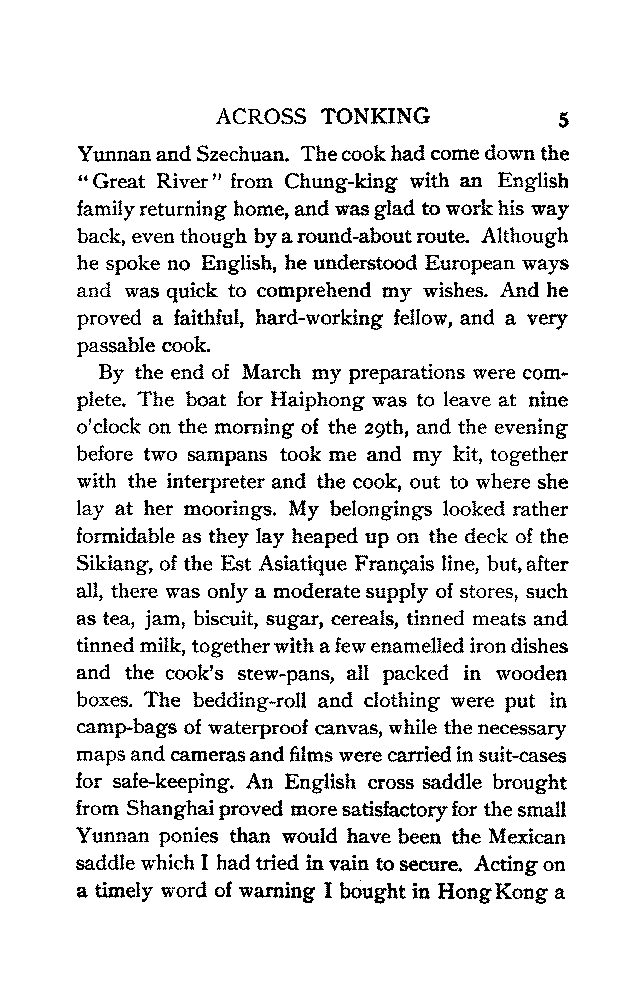 ACROSS TONKING 5
Yunnan and Szechuan. The cook had come down the
"Great River" from Chung-king with an English
family returning home, and was glad to work his way
back, even though by a round-about route. Although
he spoke no English, he understood European ways
and was quick to comprehend my wishes. And he
proved a faithful, hard-working fellow, and a very
passable cook.
By the end of March my preparations were com-
plete. The boat for Haiphong was to leave at nine
o'clock on the morning of the 29th, and the evening
before two sampans took me and my kit, together
with the interpreter and the cook, out to where she
lay at her moorings. My belongings looked rather
formidable as they lay heaped up on the deck of the
Sikiang, of the Est Asiatique Français line, but, after
all, there was only a moderate supply of stores, such
as tea, jam, biscuit, sugar, cereals, tinned meats and
tinned milk, together with a few enamelled iron dishes
and the cook's stew-pans, all packed in wooden
boxes. The bedding-roll and clothing were put in
camp-bags of waterproof canvas, while the necessary
maps and cameras and films were carried in suit-cases
for safe-keeping. An English cross saddle brought
from Shanghai proved more satisfactory for the small
Yunnan ponies than would have been the Mexican
saddle which I had tried in vain to secure. Acting on
a timely word of warning I bought in Hong Kong a